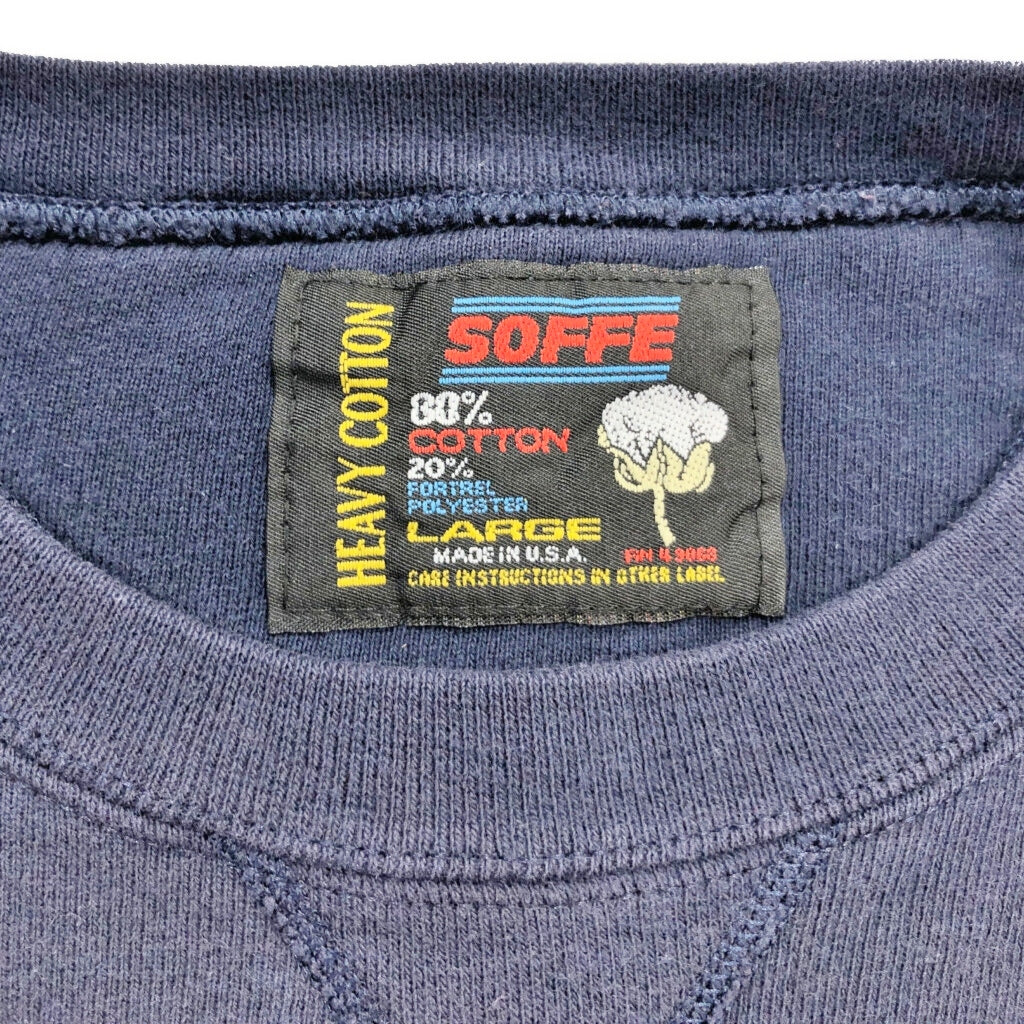 HEAVY COTTON
SOFFE
80%
COTTON
20%
FORTREL
POLYESTER
LARGE
MADE IN U.S.A.
CARE INSTRUCTIONS IN OTHER LABEL